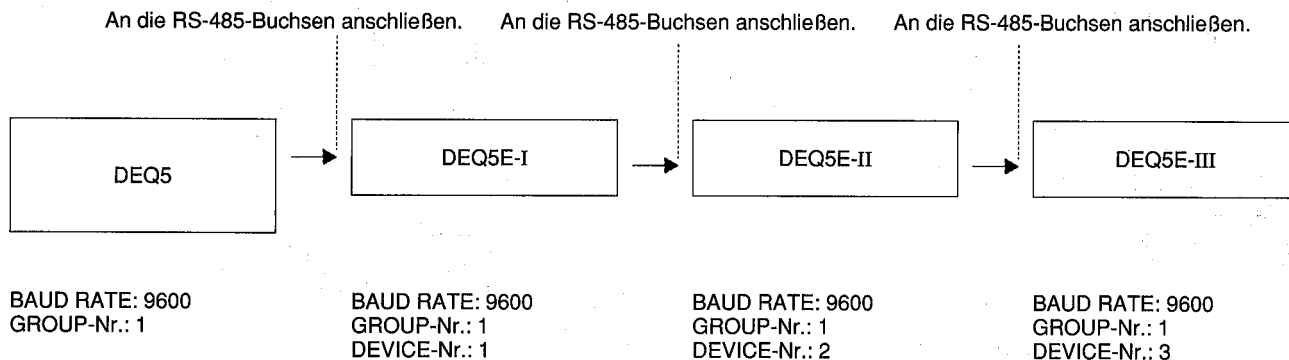 An die RS-485-Buchsen anschließen.
An die RS-485-Buchsen anschließen.
An die RS-485-Buchsen anschließen.
DEQ5
DEQ5E-I
DEQ5E-II
DEQ5E-III
BAUD RATE: 9600
GROUP-Nr.: 1
BAUD RATE: 9600
GROUP-Nr.: 1
DEVICE-Nr.: 1
BAUD RATE: 9600
GROUP-Nr.: 1
DEVICE-Nr.: 2
BAUD RATE: 9600
GROUP-Nr.: 1
DEVICE-Nr.: 3